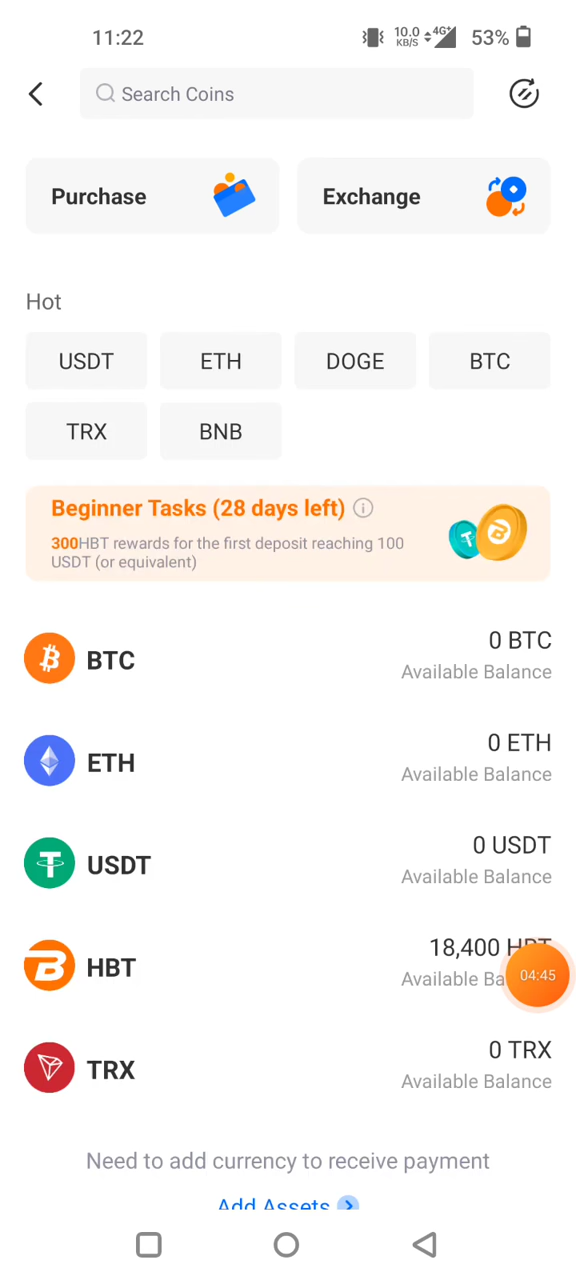 11:22
10.0
KB/S
4G+
53%
Search Coins
Purchase
Exchange
Hot
USDT
ETH
DOGE
BTC
TRX
BNB
Beginner Tasks (28 days left)
300HBT rewards for the first deposit reaching 100
USDT (or equivalent)
BTC
0 BTC
Available Balance
ETH
0 ETH
Available Balance
USDT
0 USDT
Available Balance
HBT
18,400 HBT
Available Ba
04:45
TRX
0 TRX
Available Balance
Need to add currency to receive payment
Add Assets